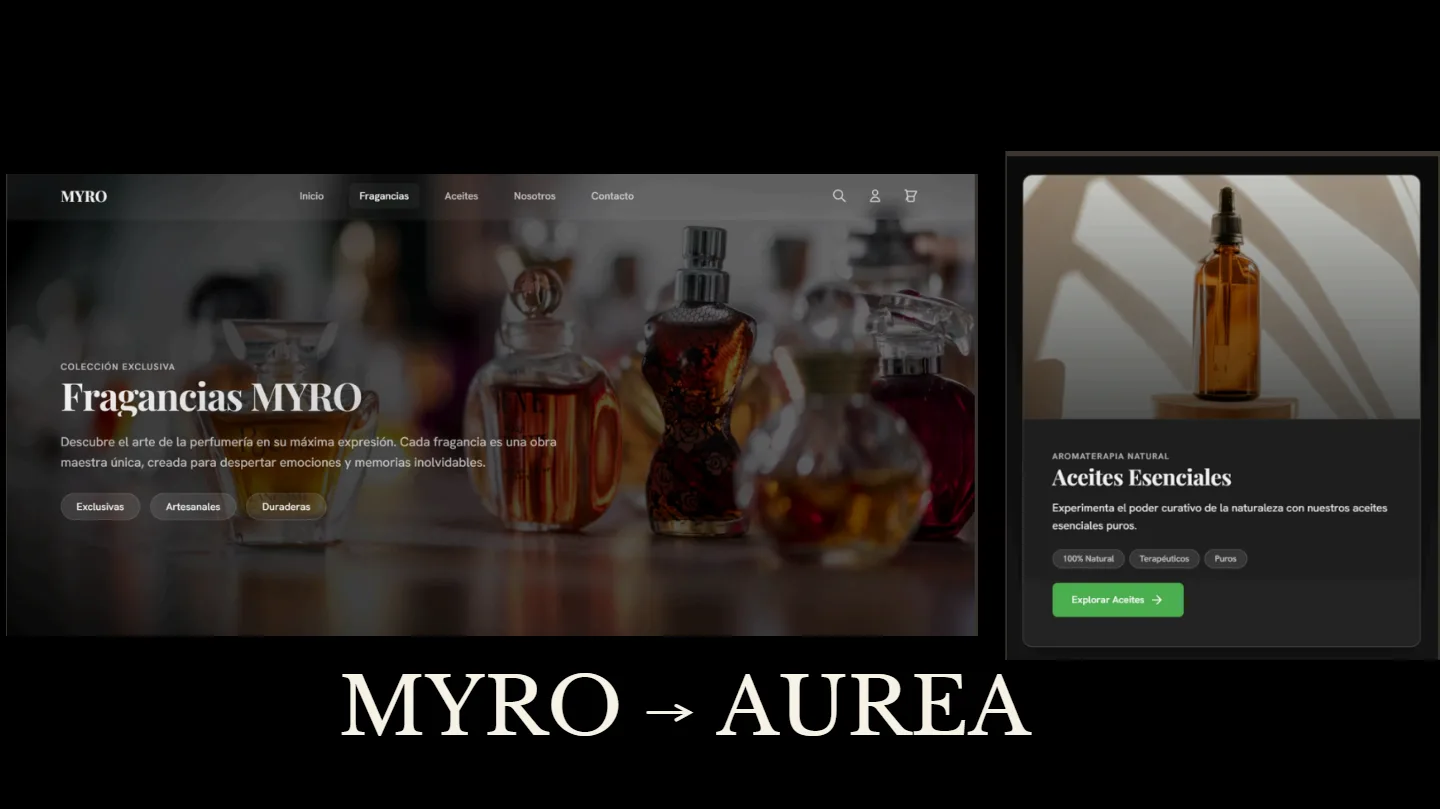 MYRO
Inicio
Fragancias
Aceites
Nosotros
Contacto
COLECCIÓN EXCLUSIVA
Fragancias MYRO
Descubre el arte de la perfumería en su máxima expresión. Cada fragancia es una obra
maestra única, creada para despertar emociones y memorias inolvidables.
Exclusivas
Artesanales
Duraderas
AROMATERAPIA NATURAL
Aceites Esenciales
Experimenta el poder curativo de la naturaleza con nuestros aceites
esenciales puros.
100% Natural
Terapéuticos
Puros
Explorar Aceites →
MYRO → AUREA